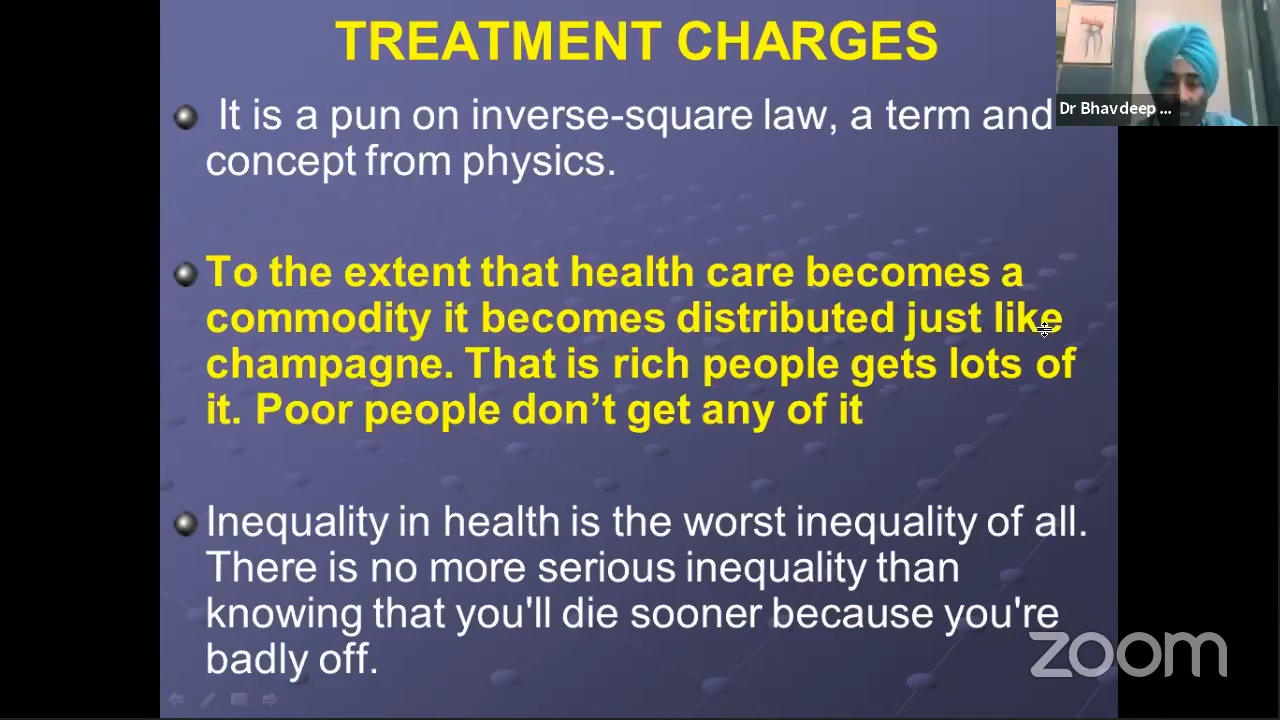 TREATMENT CHARGES
It is a pun on inverse-square law, a term and
concept from physics.
To the extent that health care becomes a
commodity it becomes distributed just like
champagne. That is rich people gets lots of
it. Poor people don’t get any of it
Inequality in health is the worst inequality of all.
There is no more serious inequality than
knowing that you'll die sooner because you're
badly off.
Dr Bhavdeep ...
zoom